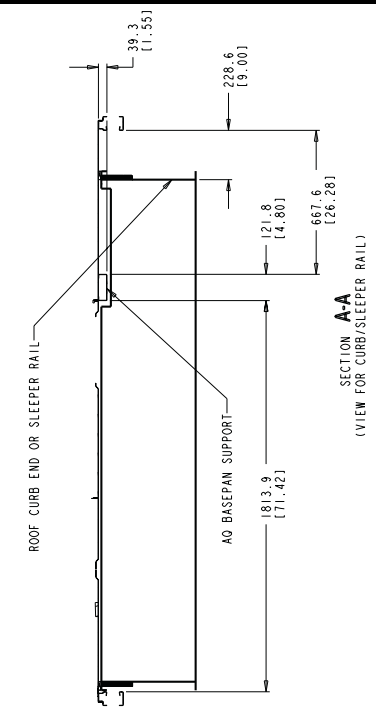 39.3
[1.55]
228.6
[9.00]
667.6
[26.28]
121.8
[4.80]
1813.9
[71.42]
ROOF CURB END OR SLEEPER RAIL
AQ BASEPAN SUPPORT
SECTION A-A
(VIEW FOR CURB/SLEEPER RAIL)